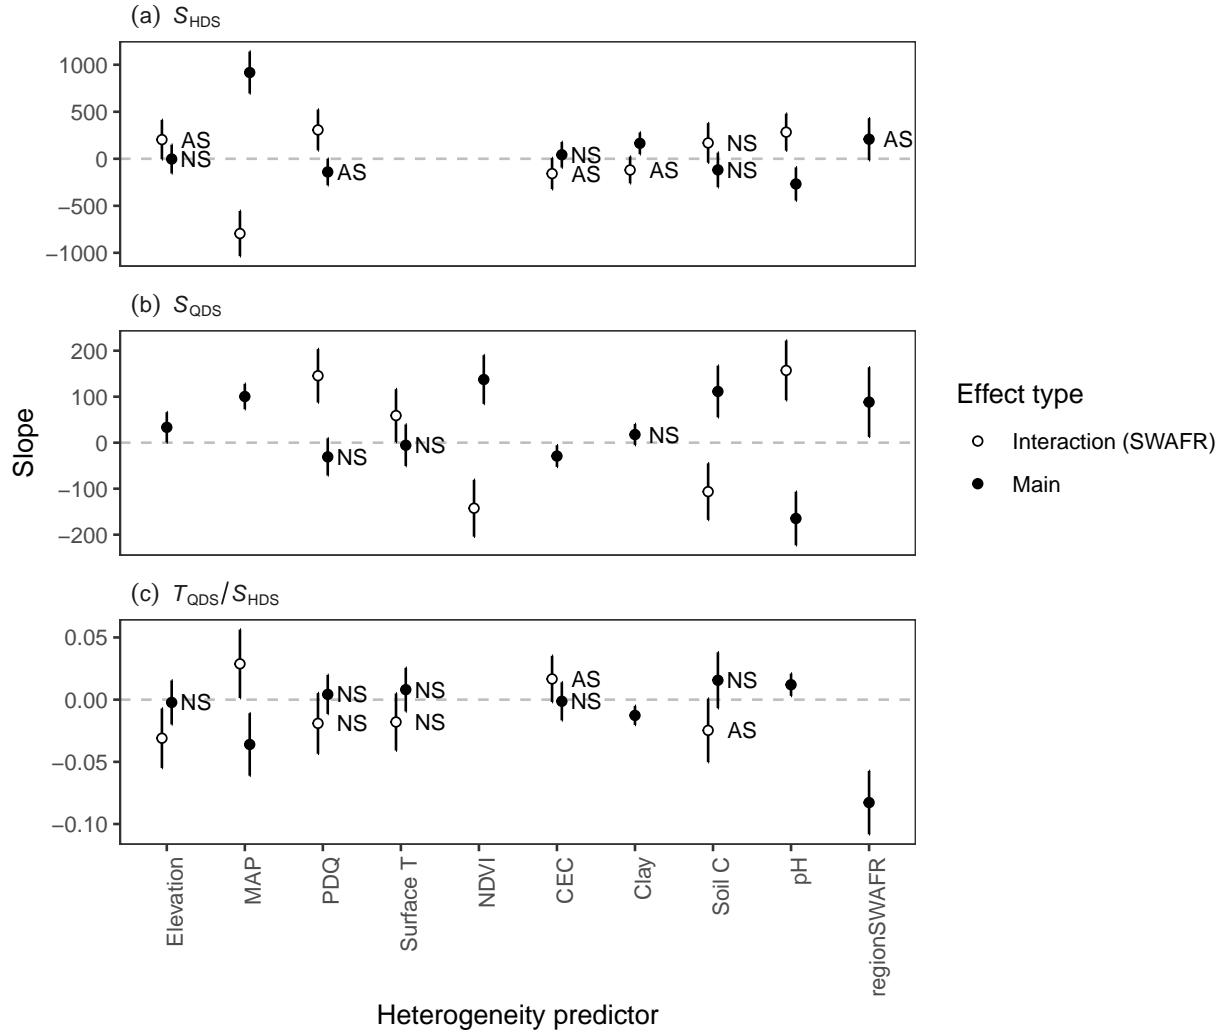 (a) S_HDS
1000
500
0
−500
−1000
AS
NS
AS
NS
AS
AS
NS
NS
AS
(b) S_QDS
200
100
0
−100
−200
NS
NS
NS
(c) T_QDS/S_HDS
0.05
0.00
−0.05
−0.10
NS
NS
NS
NS
NS
AS
NS
NS
AS
Slope
Elevation
MAP
PDQ
Surface T
NDVI
CEC
Clay
Soil C
pH
regionSWAFR
Heterogeneity predictor
Effect type
Interaction (SWAFR)
Main